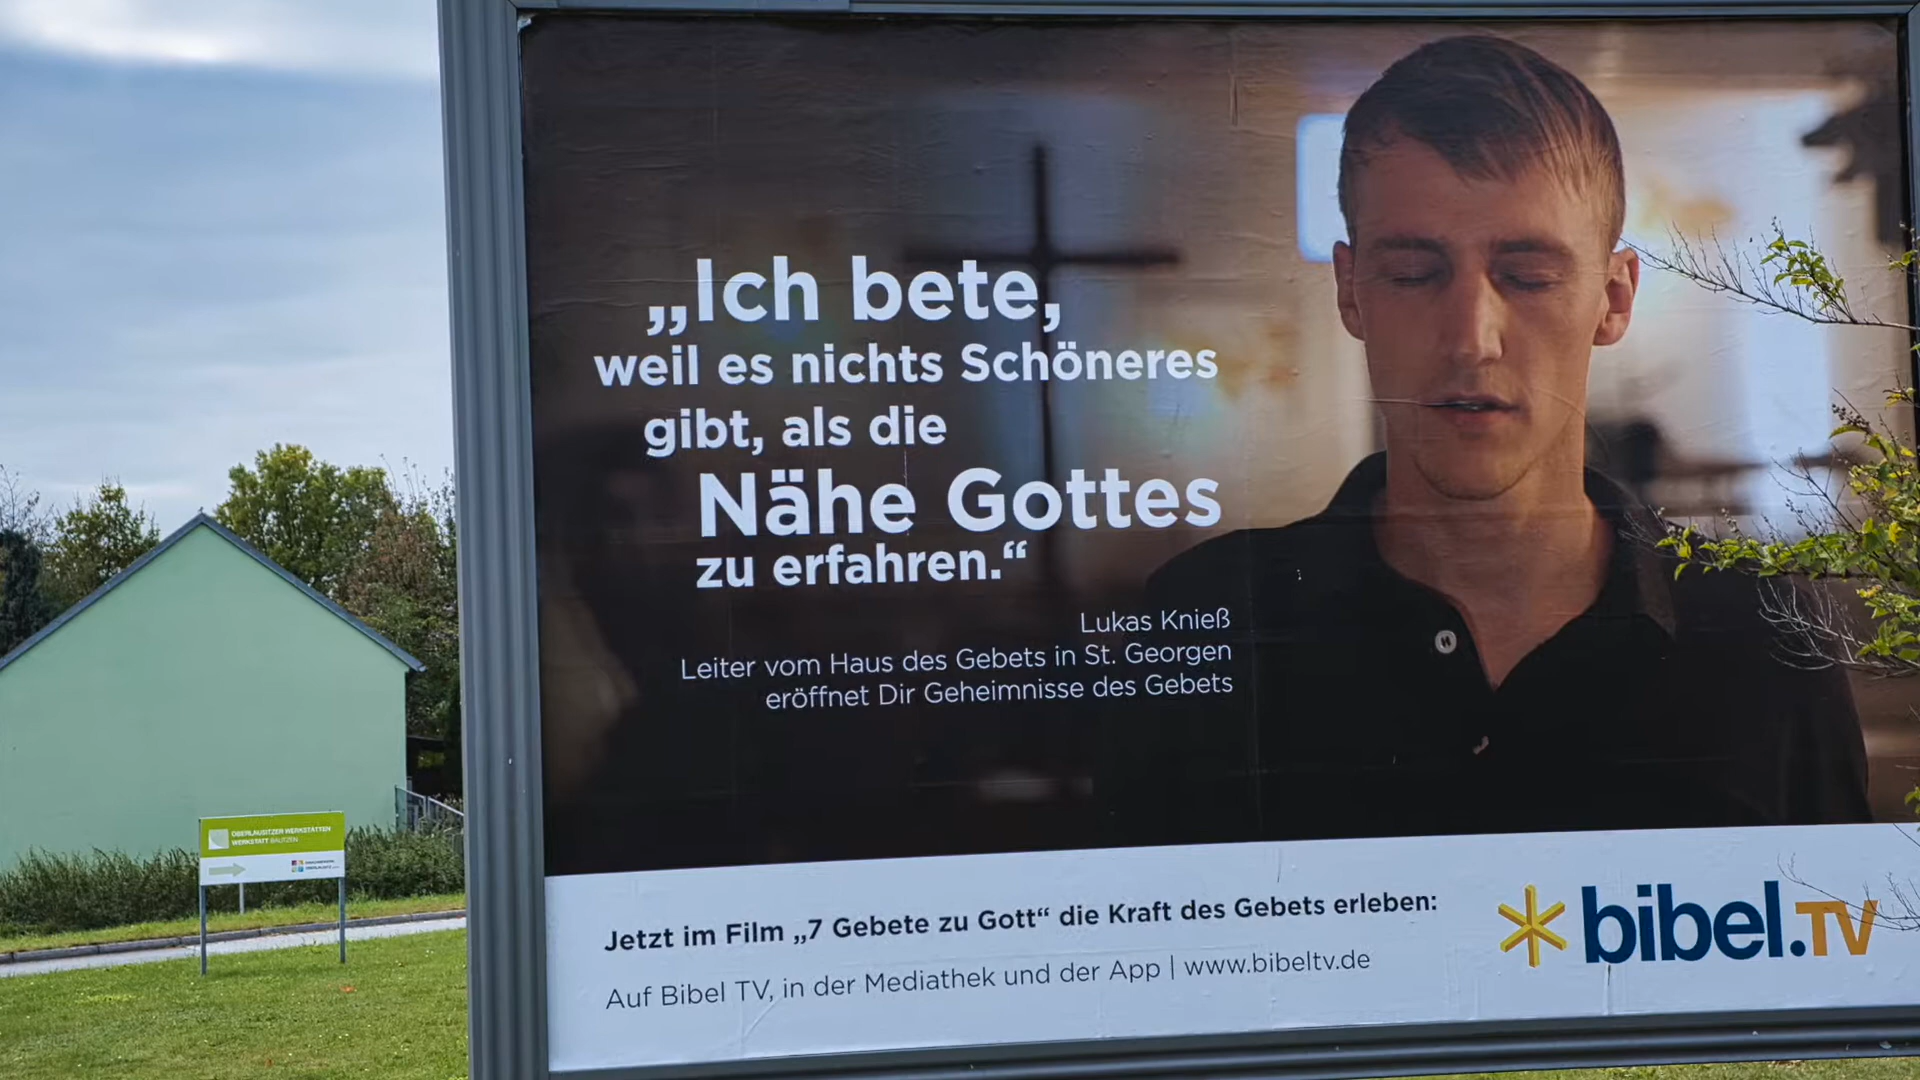 „Ich bete,
weil es nichts Schöneres
gibt, als die
Nähe Gottes
zu erfahren.“
Lukas Knieß
Leiter vom Haus des Gebets in St. Georgen
eröffnet Dir Geheimnisse des Gebets
Jetzt im Film „7 Gebete zu Gott“ die Kraft des Gebets erleben:
Auf Bibel TV, in der Mediathek und der App | www.bibeltv.de
bibel.TV
OBERLAUSITZER WERKSTÄTTEN
WERKSTATT BAUTZEN